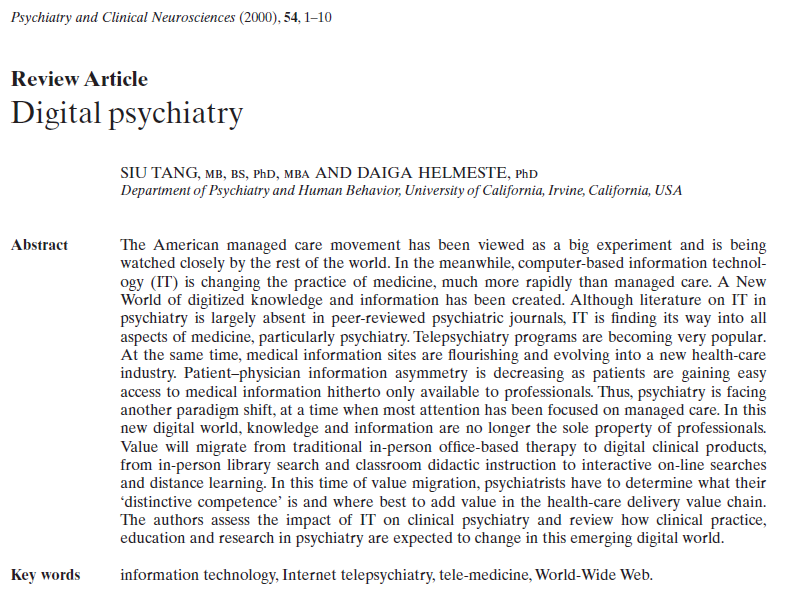 Psychiatry and Clinical Neurosciences (2000), 54, 1–10
Review Article
Digital psychiatry
SIU TANG, MB, BS, PhD, MBA AND DAIGA HELMESTE, PhD
Department of Psychiatry and Human Behavior, University of California, Irvine, California, USA
Abstract The American managed care movement has been viewed as a big experiment and is being
watched closely by the rest of the world. In the meanwhile, computer-based information technol-
ogy (IT) is changing the practice of medicine, much more rapidly than managed care. A New
World of digitized knowledge and information has been created. Although literature on IT in
psychiatry is largely absent in peer-reviewed psychiatric journals, IT is finding its way into all
aspects of medicine, particularly psychiatry. Telepsychiatry programs are becoming very popular.
At the same time, medical information sites are flourishing and evolving into a new health-care
industry. Patient–physician information asymmetry is decreasing as patients are gaining easy
access to medical information hitherto only available to professionals. Thus, psychiatry is facing
another paradigm shift, at a time when most attention has been focused on managed care. In this
new digital world, knowledge and information are no longer the sole property of professionals.
Value will migrate from traditional in-person office-based therapy to digital clinical products,
from in-person library search and classroom didactic instruction to interactive on-line searches
and distance learning. In this time of value migration, psychiatrists have to determine what their
‘distinctive competence’ is and where best to add value in the health-care delivery value chain.
The authors assess the impact of IT on clinical psychiatry and review how clinical practice,
education and research in psychiatry are expected to change in this emerging digital world.
Key words information technology, Internet telepsychiatry, tele-medicine, World-Wide Web.